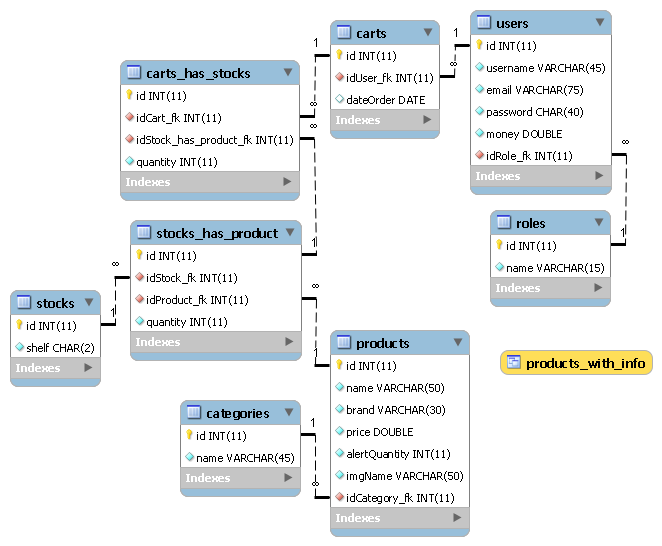 carts
id INT(11)
idUser_fk INT(11)
dateOrder DATE
Indexes
users
id INT(11)
username VARCHAR(45)
email VARCHAR(75)
password CHAR(40)
money DOUBLE
idRole_fk INT(11)
Indexes
carts_has_stocks
id INT(11)
idCart_fk INT(11)
idStock_has_product_fk INT(11)
quantity INT(11)
Indexes
1
∞
1
∞
∞
1
∞
1
roles
id INT(11)
name VARCHAR(15)
Indexes
stocks_has_product
id INT(11)
idStock_fk INT(11)
idProduct_fk INT(11)
quantity INT(11)
Indexes
∞
1
∞
1
stocks
id INT(11)
shelf CHAR(2)
Indexes
products
id INT(11)
name VARCHAR(50)
brand VARCHAR(30)
price DOUBLE
alertQuantity INT(11)
imgName VARCHAR(50)
idCategory_fk INT(11)
Indexes
products_with_info
categories
id INT(11)
name VARCHAR(45)
Indexes
1
∞